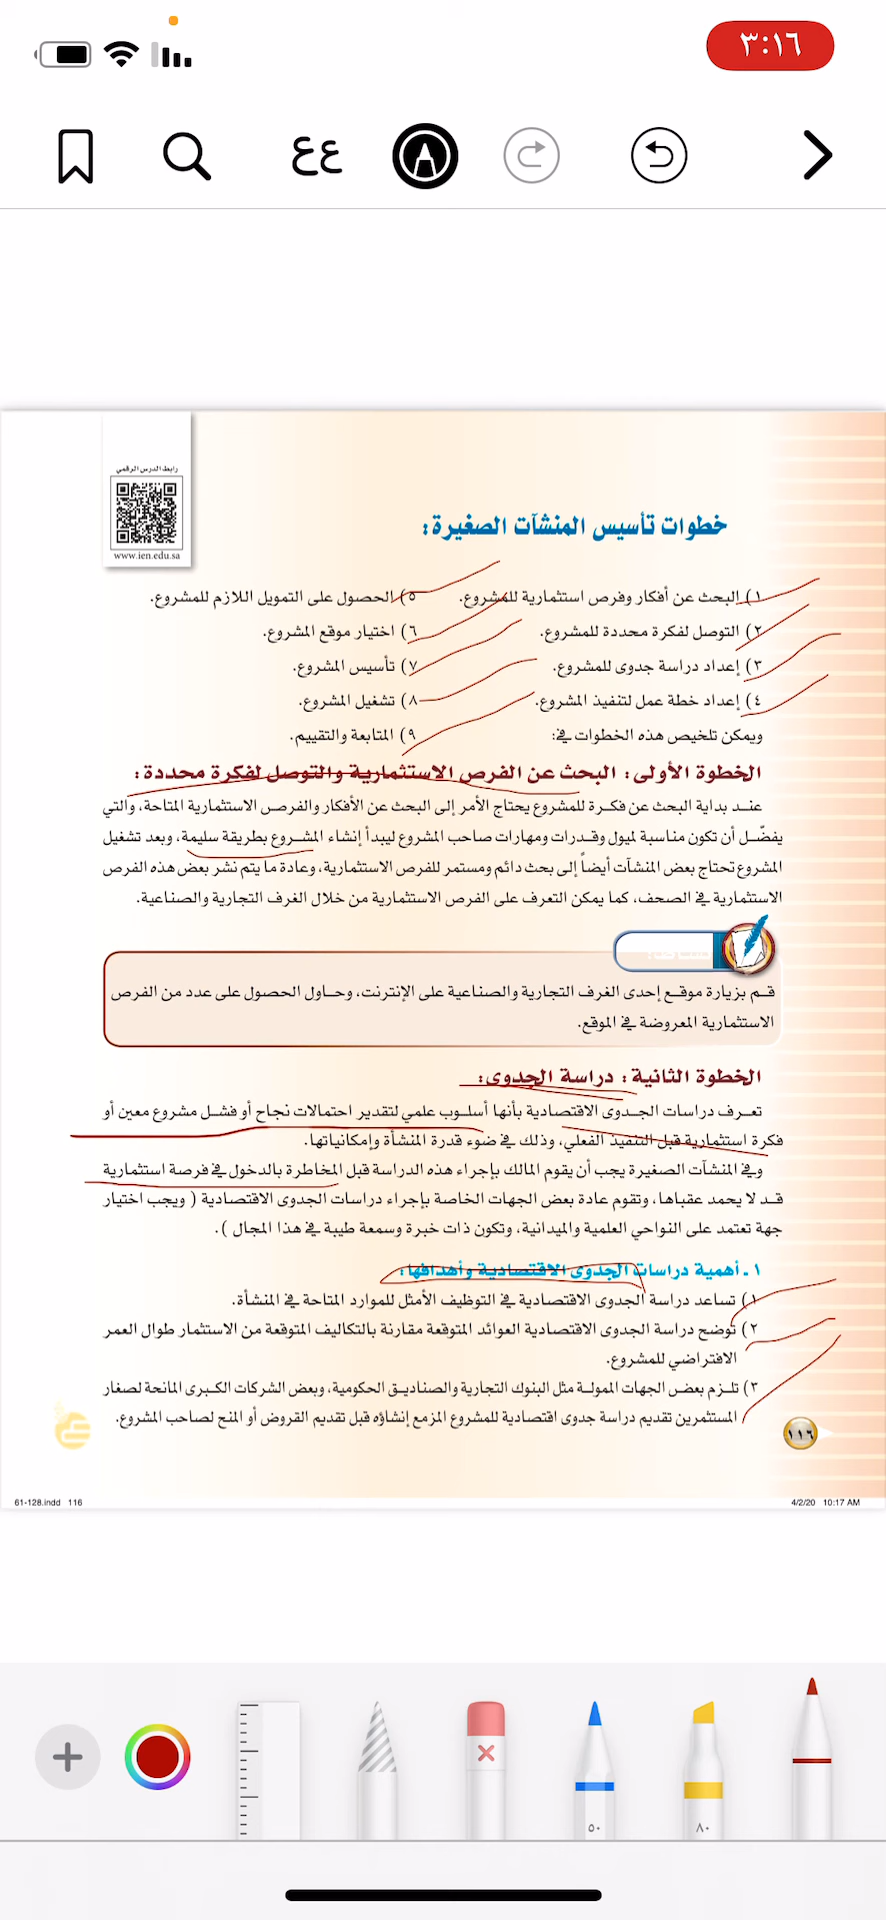 ٣:١٦
عع
رابط الدرس الرقمي
www.ien.edu.sa
خطوات تأسيس المنشآت الصغيرة:
١) البحث عن أفكار وفرص استثمارية للمشروع.
٢) التوصل لفكرة محددة للمشروع.
٣) إعداد دراسة جدوى للمشروع.
٤) إعداد خطة عمل لتنفيذ المشروع.
٥) الحصول على التمويل اللازم للمشروع.
٦) اختيار موقع المشروع.
٧) تأسيس المشروع.
٨) تشغيل المشروع.
٩) المتابعة والتقييم.
ويمكن تلخيص هذه الخطوات في:
الخطوة الأولى: البحث عن الفرص الاستثمارية والتوصل لفكرة محددة:
عند بداية البحث عن فكرة للمشروع يحتاج الأمر إلى البحث عن الأفكار والفرص الاستثمارية المتاحة، والتي
يفضّل أن تكون مناسبة لميول وقدرات ومهارات صاحب المشروع ليبدأ إنشاء المشروع بطريقة سليمة، وبعد تشغيل
المشروع تحتاج بعض المنشآت أيضاً إلى بحث دائم ومستمر للفرص الاستثمارية، وعادة ما يتم نشر بعض هذه الفرص
الاستثمارية في الصحف، كما يمكن التعرف على الفرص الاستثمارية من خلال الغرف التجارية والصناعية.
قم بزيارة موقع إحدى الغرف التجارية والصناعية على الإنترنت، وحاول الحصول على عدد من الفرص
الاستثمارية المعروضة في الموقع.
الخطوة الثانية: دراسة الجدوى:
تعرف دراسات الجدوى الاقتصادية بأنها أسلوب علمي لتقدير احتمالات نجاح أو فشل مشروع معين أو
فكرة استثمارية قبل التنفيذ الفعلي، وذلك في ضوء قدرة المنشأة وإمكانياتها.
وفي المنشآت الصغيرة يجب أن يقوم المالك بإجراء هذه الدراسة قبل المخاطرة بالدخول في فرصة استثمارية
قد لا يحمد عقباها، وتقوم عادة بعض الجهات الخاصة بإجراء دراسات الجدوى الاقتصادية ( ويجب اختيار
جهة تعتمد على النواحي العلمية والميدانية، وتكون ذات خبرة وسمعة طيبة في هذا المجال ).
١ - أهمية دراسات الجدوى الاقتصادية وأهدافها:
١) تساعد دراسة الجدوى الاقتصادية في التوظيف الأمثل للموارد المتاحة في المنشأة.
٢) توضح دراسة الجدوى الاقتصادية العوائد المتوقعة مقارنة بالتكاليف المتوقعة من الاستثمار طوال العمر
الافتراضي للمشروع.
٣) تلزم بعض الجهات الممولة مثل البنوك التجارية والصناديق الحكومية، وبعض الشركات الكبرى المانحة لصغار
المستثمرين تقديم دراسة جدوى اقتصادية للمشروع المزمع إنشاؤه قبل تقديم القروض أو المنح لصاحب المشروع.
١١٦
61-128.indd 116
4/2/20 10:17 AM
٥٠
٨٠